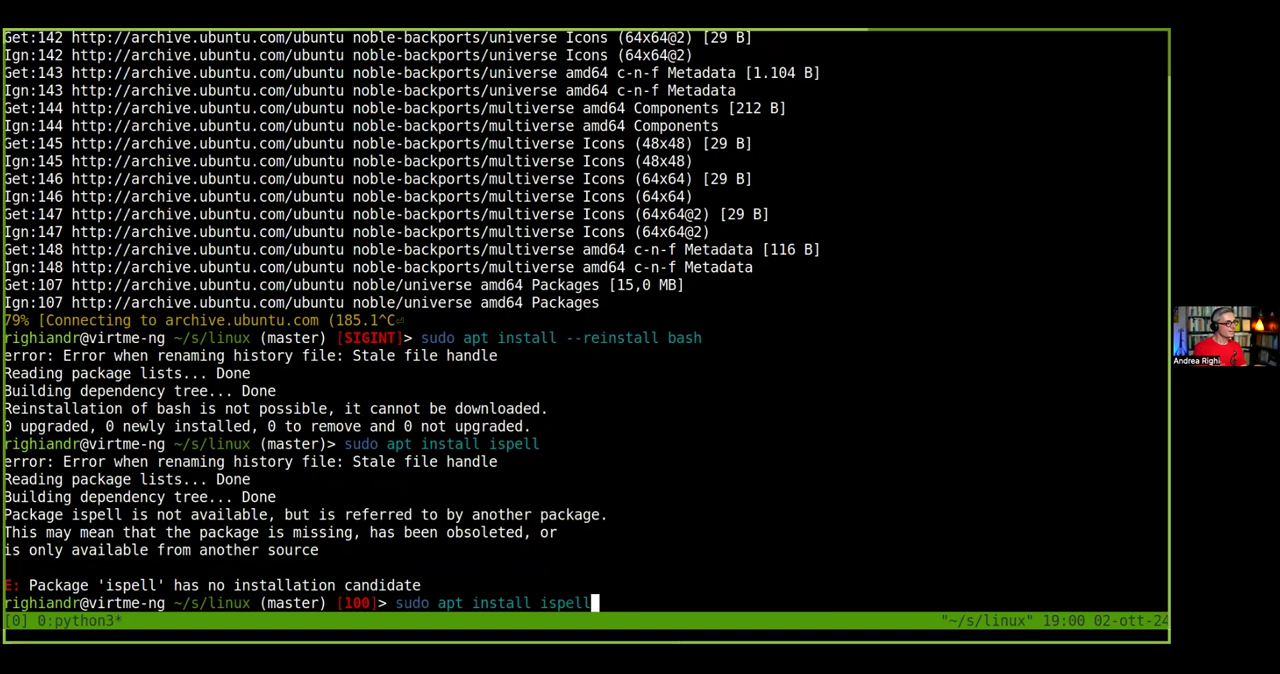 Get:142 http://archive.ubuntu.com/ubuntu noble-backports/universe Icons (64x64@2) [29 B]
Ign:142 http://archive.ubuntu.com/ubuntu noble-backports/universe Icons (64x64@2)
Get:143 http://archive.ubuntu.com/ubuntu noble-backports/universe amd64 c-n-f Metadata [1.104 B]
Ign:143 http://archive.ubuntu.com/ubuntu noble-backports/universe amd64 c-n-f Metadata
Get:144 http://archive.ubuntu.com/ubuntu noble-backports/multiverse amd64 Components [212 B]
Ign:144 http://archive.ubuntu.com/ubuntu noble-backports/multiverse amd64 Components
Get:145 http://archive.ubuntu.com/ubuntu noble-backports/multiverse Icons (48x48) [29 B]
Ign:145 http://archive.ubuntu.com/ubuntu noble-backports/multiverse Icons (48x48)
Get:146 http://archive.ubuntu.com/ubuntu noble-backports/multiverse Icons (64x64) [29 B]
Ign:146 http://archive.ubuntu.com/ubuntu noble-backports/multiverse Icons (64x64)
Get:147 http://archive.ubuntu.com/ubuntu noble-backports/multiverse Icons (64x64@2) [29 B]
Ign:147 http://archive.ubuntu.com/ubuntu noble-backports/multiverse Icons (64x64@2)
Get:148 http://archive.ubuntu.com/ubuntu noble-backports/multiverse amd64 c-n-f Metadata [116 B]
Ign:148 http://archive.ubuntu.com/ubuntu noble-backports/multiverse amd64 c-n-f Metadata
Get:107 http://archive.ubuntu.com/ubuntu noble/universe amd64 Packages [15,0 MB]
Ign:107 http://archive.ubuntu.com/ubuntu noble/universe amd64 Packages
79% [Connecting to archive.ubuntu.com (185.1^C⏎
righiandr@virtme-ng ~/s/linux (master) [SIGINT]> sudo apt install --reinstall bash
error: Error when renaming history file: Stale file handle
Reading package lists... Done
Building dependency tree... Done
Reinstallation of bash is not possible, it cannot be downloaded.
0 upgraded, 0 newly installed, 0 to remove and 0 not upgraded.
righiandr@virtme-ng ~/s/linux (master)> sudo apt install ispell
error: Error when renaming history file: Stale file handle
Reading package lists... Done
Building dependency tree... Done
Package ispell is not available, but is referred to by another package.
This may mean that the package is missing, has been obsoleted, or
is only available from another source
E: Package 'ispell' has no installation candidate
righiandr@virtme-ng ~/s/linux (master) [100]> sudo apt install ispell
[0] 0:python3* "~/s/linux" 19:00 02-ott-24
Andrea Righi